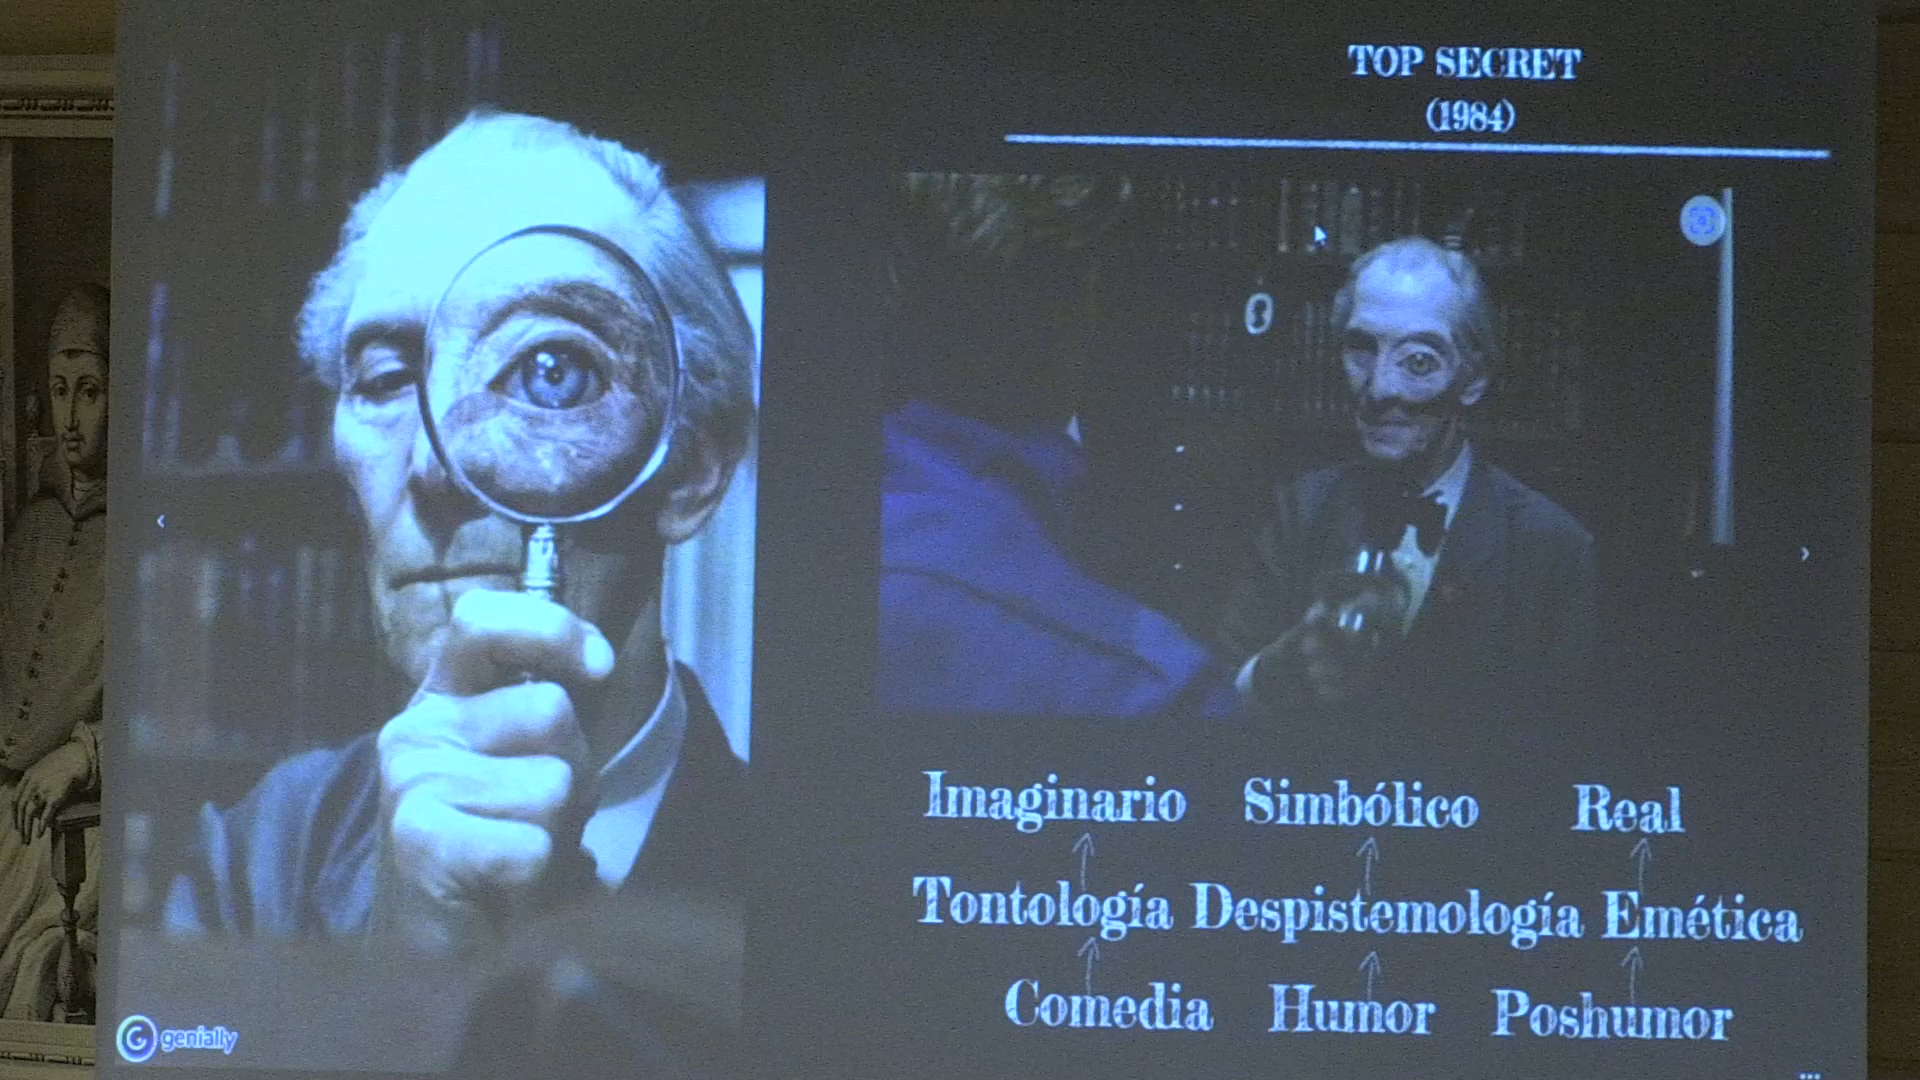 TOP SECRET
(1984)
Imaginario Simbólico Real
Tontología Despistemología Emética
Comedia Humor Poshumor
genially